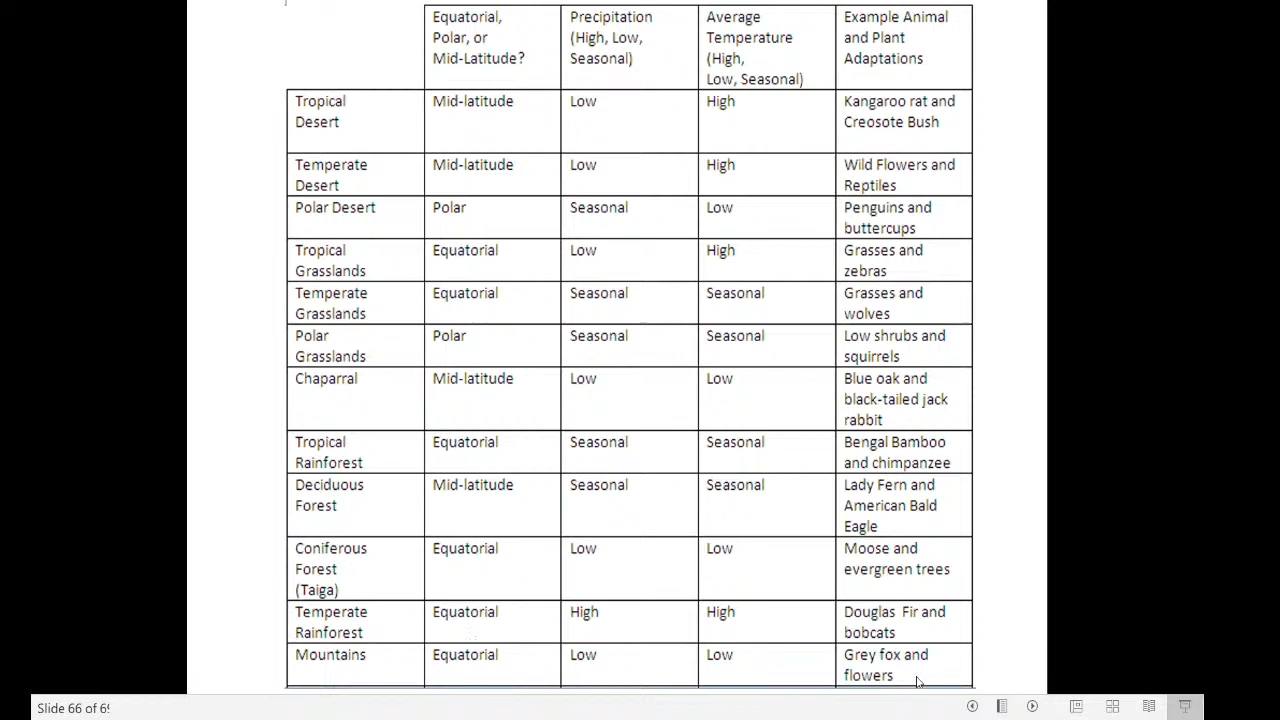 Equatorial,
Polar, or
Mid-Latitude?
Precipitation
(High, Low,
Seasonal)
Average
Temperature
(High,
Low, Seasonal)
Example Animal
and Plant
Adaptations
Tropical
Desert
Mid-latitude
Low
High
Kangaroo rat and
Creosote Bush
Temperate
Desert
Mid-latitude
Low
High
Wild Flowers and
Reptiles
Polar Desert
Polar
Seasonal
Low
Penguins and
buttercups
Tropical
Grasslands
Equatorial
Low
High
Grasses and
zebras
Temperate
Grasslands
Equatorial
Seasonal
Seasonal
Grasses and
wolves
Polar
Grasslands
Polar
Seasonal
Seasonal
Low shrubs and
squirrels
Chaparral
Mid-latitude
Low
Low
Blue oak and
black-tailed jack
rabbit
Tropical
Rainforest
Equatorial
Seasonal
Seasonal
Bengal Bamboo
and chimpanzee
Deciduous
Forest
Mid-latitude
Seasonal
Seasonal
Lady Fern and
American Bald
Eagle
Coniferous
Forest
(Taiga)
Equatorial
Low
Low
Moose and
evergreen trees
Temperate
Rainforest
Equatorial
High
High
Douglas Fir and
bobcats
Mountains
Equatorial
Low
Low
Grey fox and
flowers
Slide 66 of 69